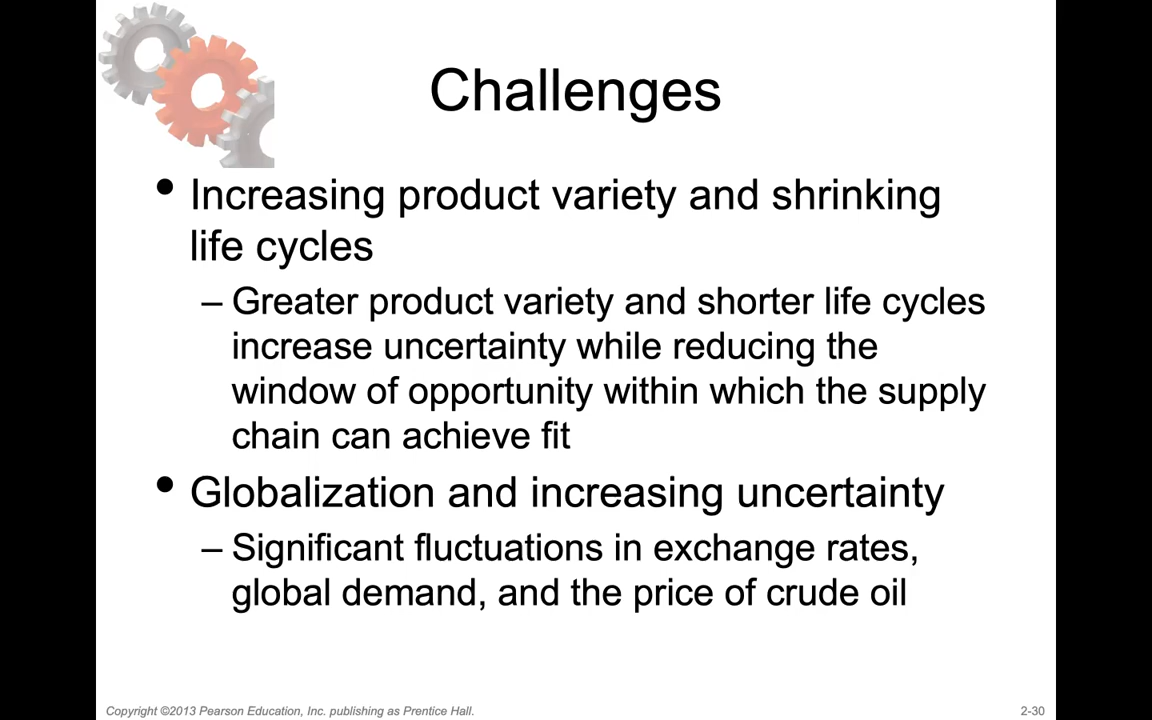 Challenges
• Increasing product variety and shrinking
life cycles
– Greater product variety and shorter life cycles
increase uncertainty while reducing the
window of opportunity within which the supply
chain can achieve fit
• Globalization and increasing uncertainty
– Significant fluctuations in exchange rates,
global demand, and the price of crude oil
Copyright ©2013 Pearson Education, Inc. publishing as Prentice Hall.
2-30